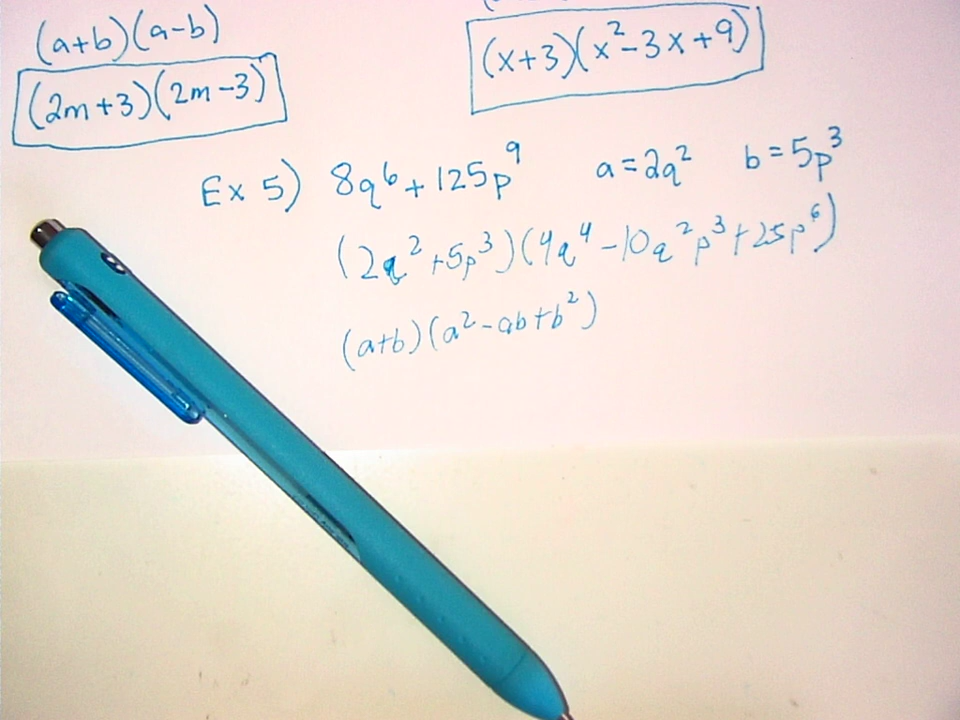 (a+b)(a-b)
(2m+3)(2m-3)
(x+3)(x²-3x+9)
Ex 5) 8q⁶+125p⁹ a=2q² b=5p³
(2q²+5p³)(4q⁴-10q²p³+25p⁶)
(a+b)(a²-ab+b²)